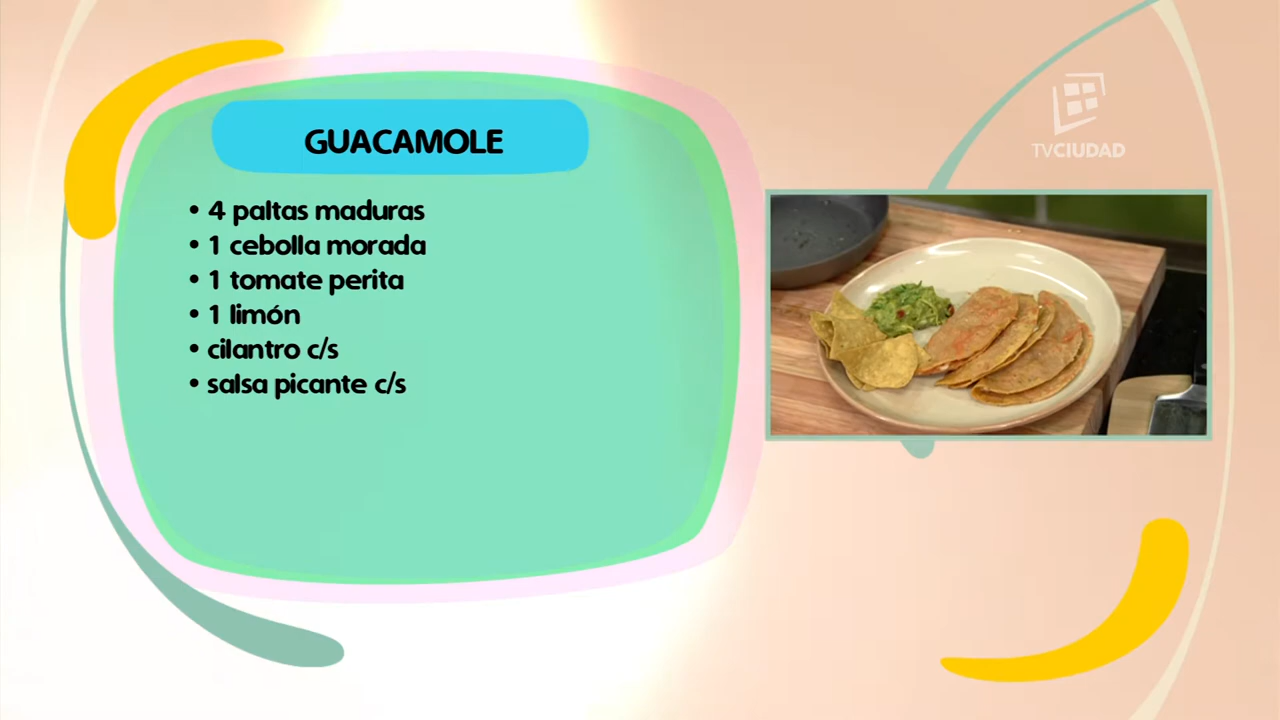 GUACAMOLE
• 4 paltas maduras
• 1 cebolla morada
• 1 tomate perita
• 1 limón
• cilantro c/s
• salsa picante c/s
TVCIUDAD